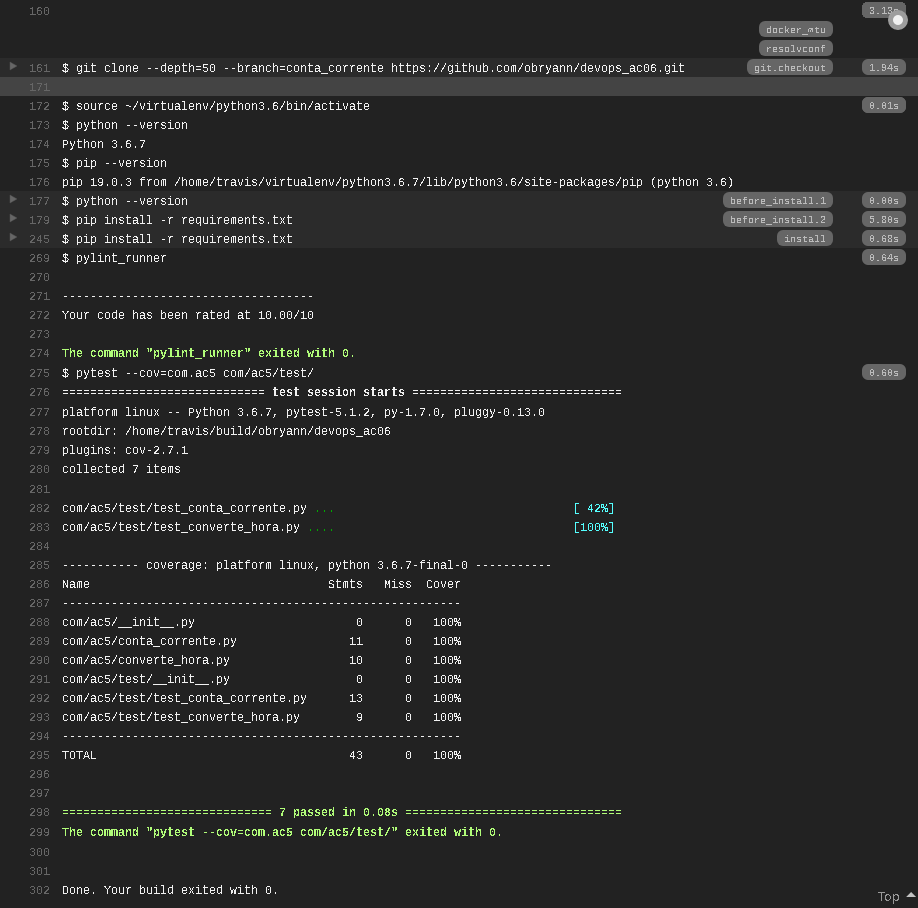 160 3.13s
docker_mtu
resolvconf
161 $ git clone --depth=50 --branch=conta_corrente https://github.com/obryann/devops_ac06.git git.checkout 1.94s
171
172 $ source ~/virtualenv/python3.6/bin/activate 0.01s
173 $ python --version
174 Python 3.6.7
175 $ pip --version
176 pip 19.0.3 from /home/travis/virtualenv/python3.6.7/lib/python3.6/site-packages/pip (python 3.6)
177 $ python --version before_install.1 0.00s
179 $ pip install -r requirements.txt before_install.2 5.80s
245 $ pip install -r requirements.txt install 0.68s
269 $ pylint_runner 0.64s
270
271 ------------------------------------
272 Your code has been rated at 10.00/10
273
274 The command "pylint_runner" exited with 0.
275 $ pytest --cov=com.ac5 com/ac5/test/ 0.60s
276 ============================= test session starts ==============================
277 platform linux -- Python 3.6.7, pytest-5.1.2, py-1.7.0, pluggy-0.13.0
278 rootdir: /home/travis/build/obryann/devops_ac06
279 plugins: cov-2.7.1
280 collected 7 items
281
282 com/ac5/test/test_conta_corrente.py ... [ 42%]
283 com/ac5/test/test_converte_hora.py .... [100%]
284
285 ----------- coverage: platform linux, python 3.6.7-final-0 -----------
286 Name Stmts Miss Cover
287 ---------------------------------------------------------
288 com/ac5/__init__.py 0 0 100%
289 com/ac5/conta_corrente.py 11 0 100%
290 com/ac5/converte_hora.py 10 0 100%
291 com/ac5/test/__init__.py 0 0 100%
292 com/ac5/test/test_conta_corrente.py 13 0 100%
293 com/ac5/test/test_converte_hora.py 9 0 100%
294 ---------------------------------------------------------
295 TOTAL 43 0 100%
296
297
298 ============================== 7 passed in 0.08s ===============================
299 The command "pytest --cov=com.ac5 com/ac5/test/" exited with 0.
300
301
302 Done. Your build exited with 0.
Top